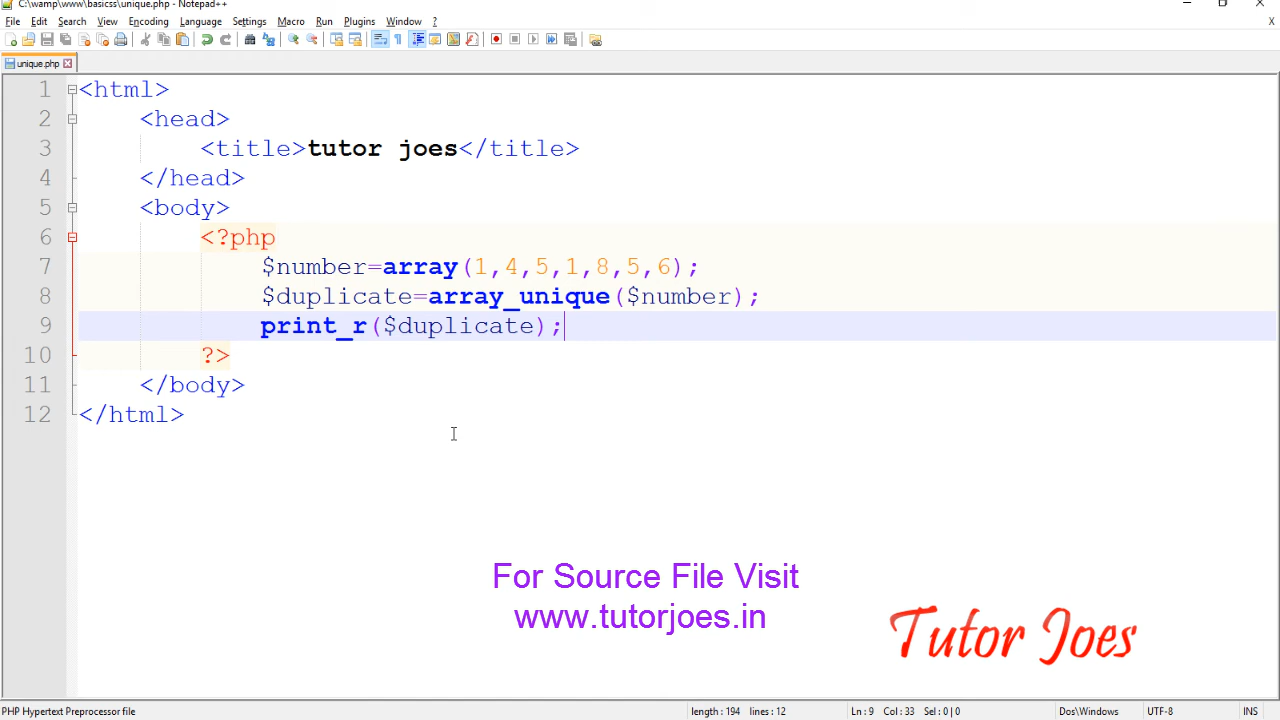 C:\wamp\www\basicss\unique.php - Notepad++
File Edit Search View Encoding Language Settings Macro Run Plugins Window ?
X
unique.php
1 <html>
2 <head>
3 <title>tutor joes</title>
4 </head>
5 <body>
6 <?php
7 $number=array(1,4,5,1,8,5,6);
8 $duplicate=array_unique($number);
9 print_r($duplicate);
10 ?>
11 </body>
12 </html>
For Source File Visit
www.tutorjoes.in
Tutor Joes
PHP Hypertext Preprocessor file length : 194 lines : 12 Ln : 9 Col : 33 Sel : 0 | 0 Dos\Windows UTF-8 INS